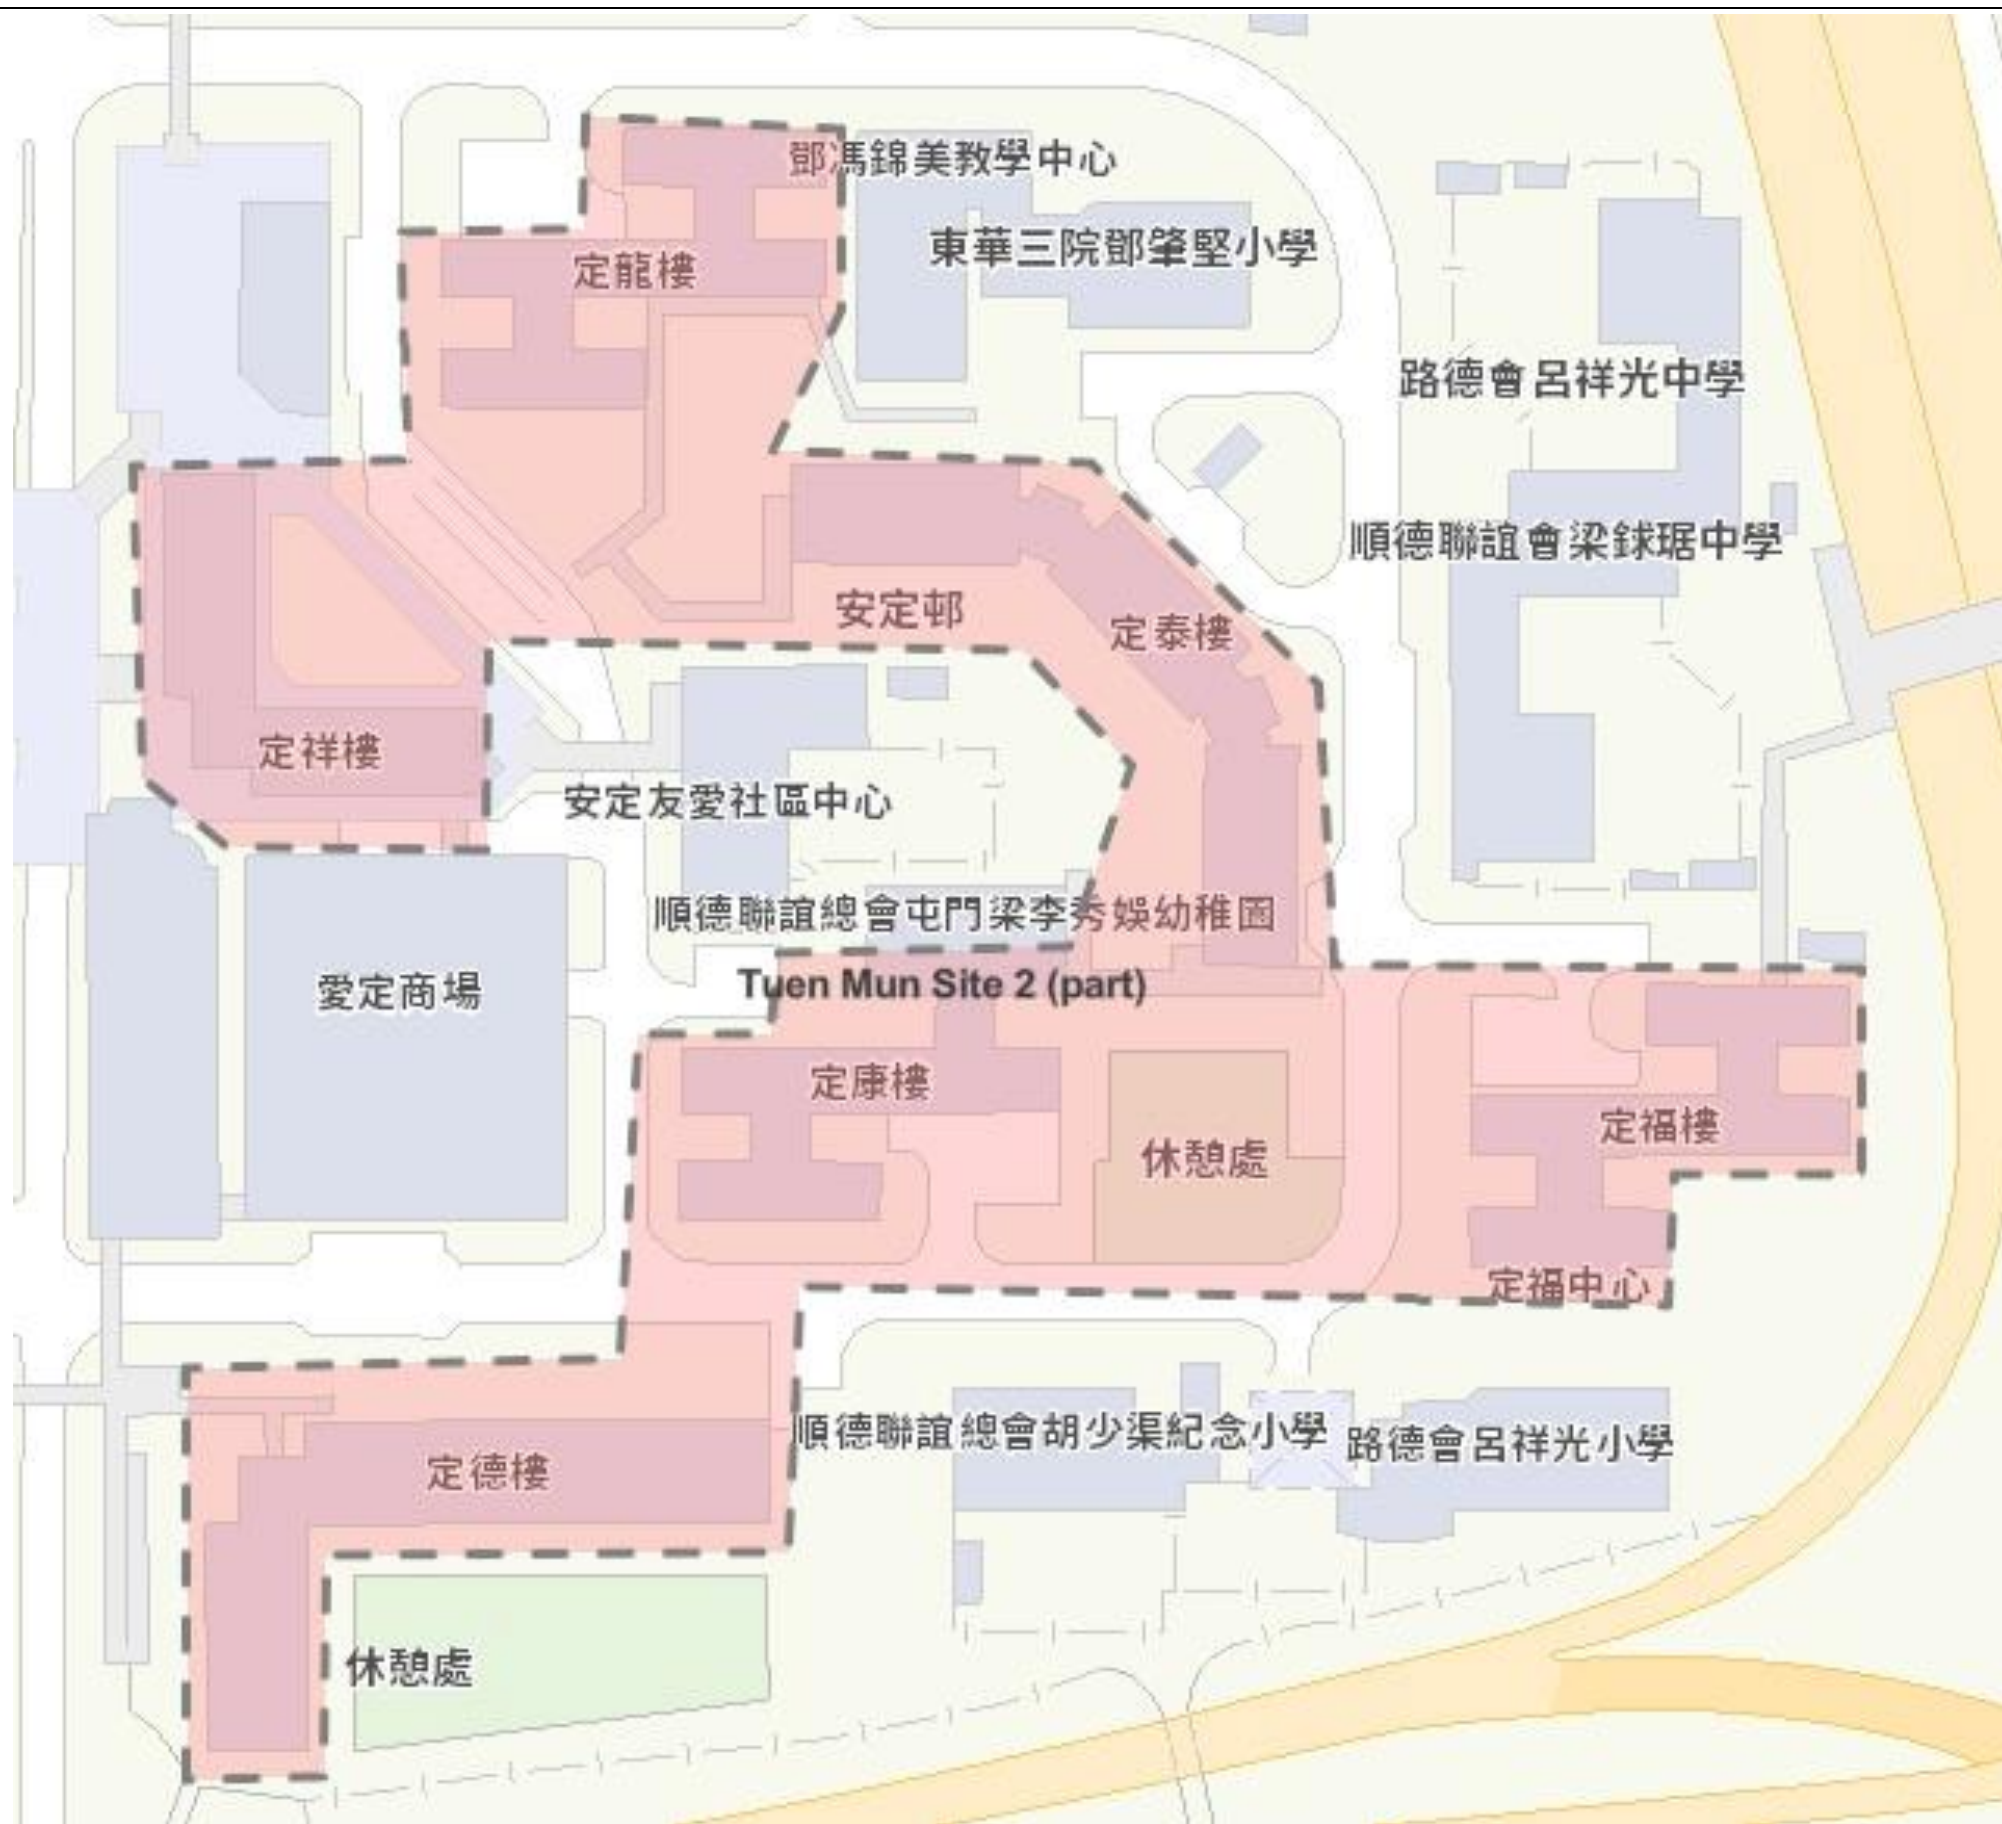 鄧馮錦美教學中心
東華三院鄧肇堅小學
定龍樓
路德會呂祥光中學
順德聯誼會梁銶琚中學
安定邨
定泰樓
定祥樓
安定友愛社區中心
順德聯誼總會屯門梁李秀娛幼稚園
愛定商場
Tuen Mun Site 2 (part)
定康樓
定福樓
休憩處
定福中心
順德聯誼總會胡少渠紀念小學
路德會呂祥光小學
定德樓
休憩處